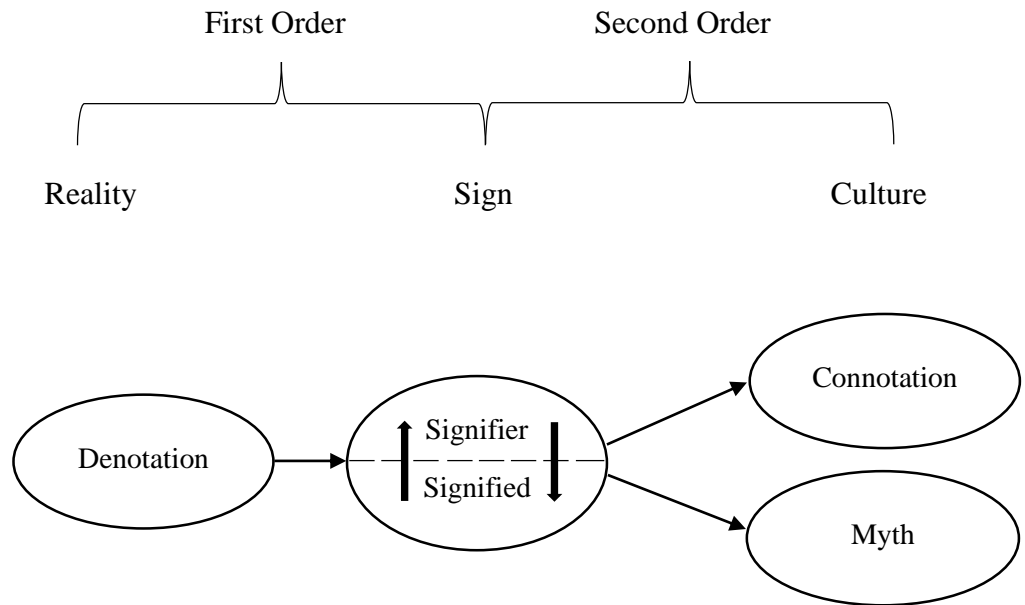 First Order
Second Order
Reality
Sign
Culture
Denotation
Signifier
Signified
Connotation
Myth